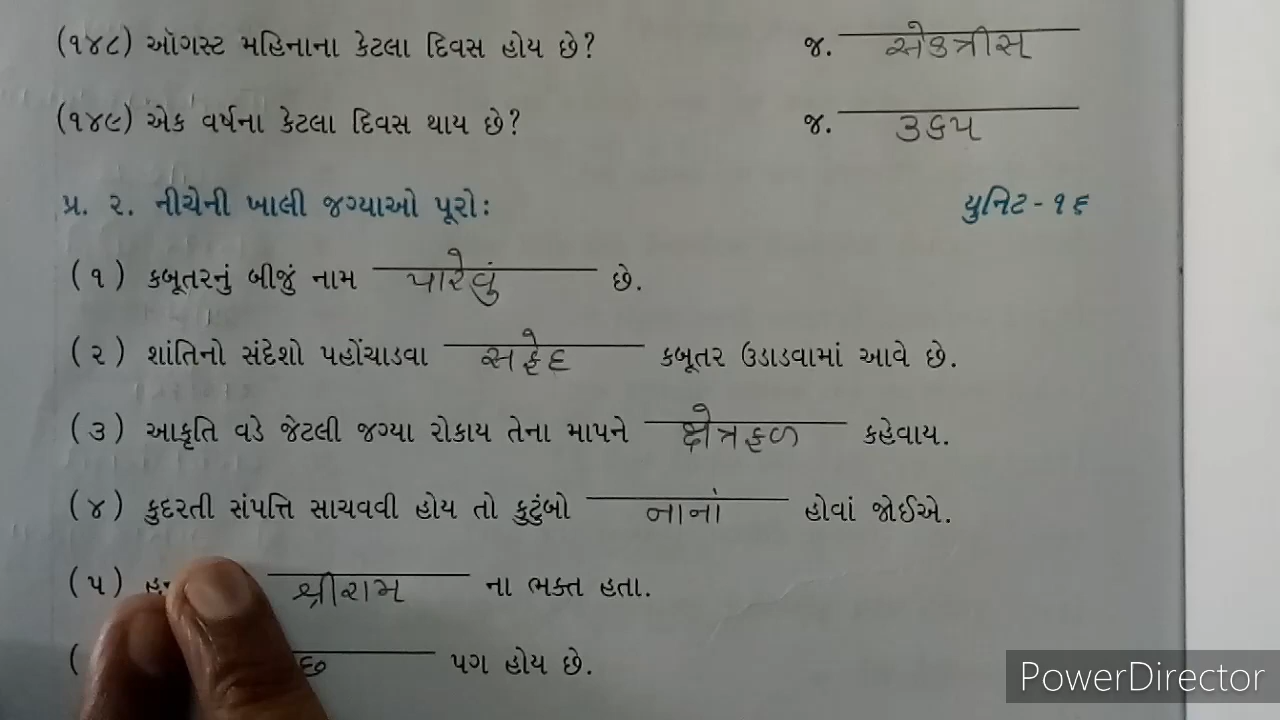 (૧૪૮) ઑગસ્ટ મહિનાના કેટલા દિવસ હોય છે? જ. એકત્રીસ
(૧૪૯) એક વર્ષના કેટલા દિવસ થાય છે? જ. ૩૬૫
પ્ર. ૨. નીચેની ખાલી જગ્યાઓ પૂરો: યુનિટ - ૧૬
(૧) કબૂતરનું બીજું નામ પારેવું છે.
(૨) શાંતિનો સંદેશો પહોંચાડવા સફેદ કબૂતર ઉડાડવામાં આવે છે.
(૩) આકૃતિ વડે જેટલી જગ્યા રોકાય તેના માપને ક્ષેત્રફળ કહેવાય.
(૪) કુદરતી સંપત્તિ સાચવવી હોય તો કુટુંબો નાનાં હોવાં જોઈએ.
(૫) શ્રીરામ ના ભક્ત હતા.
( છ પગ હોય છે.
PowerDirector